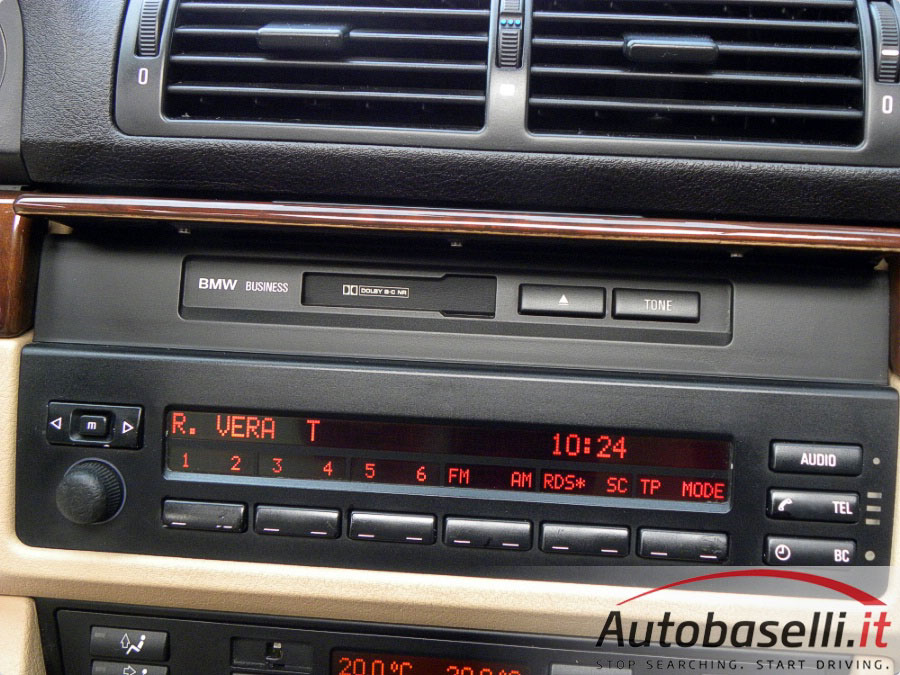 0
0
BMW BUSINESS
DOLBY B-C NR
TONE
R. VERA T 10:24
1 2 3 4 5 6 FM AM RDS* SC TP MODE
m
AUDIO
TEL
BC
Autobaselli.it
STOP SEARCHING. START DRIVING.